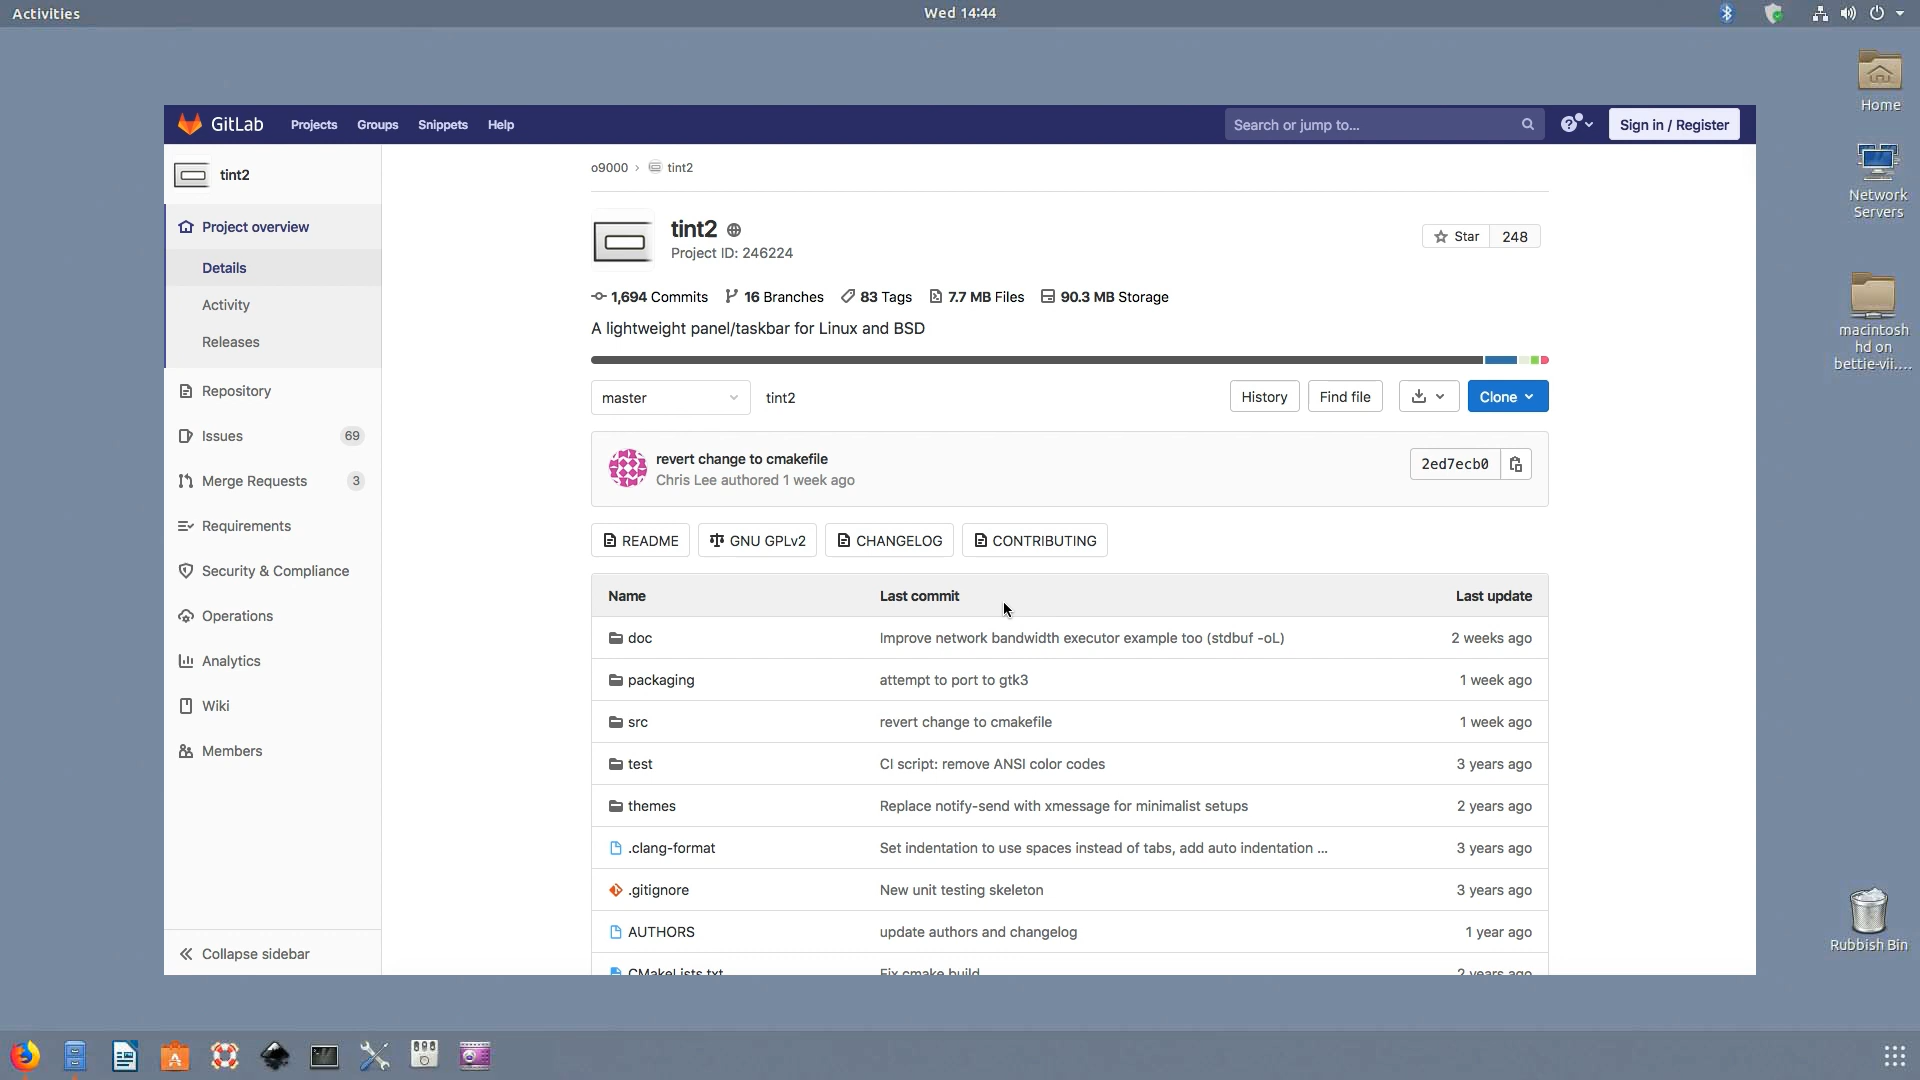 Activities
Wed 14:44
Home
Network
Servers
macintosh
hd on
bettie-vii....
Rubbish Bin
GitLab
Projects
Groups
Snippets
Help
Search or jump to...
Sign in / Register
tint2
Project overview
Details
Activity
Releases
Repository
Issues 69
Merge Requests 3
Requirements
Security & Compliance
Operations
Analytics
Wiki
Members
Collapse sidebar
o9000 › tint2
tint2
Project ID: 246224
Star 248
1,694 Commits 16 Branches 83 Tags 7.7 MB Files 90.3 MB Storage
A lightweight panel/taskbar for Linux and BSD
master tint2 History Find file Clone
revert change to cmakefile
Chris Lee authored 1 week ago
2ed7ecb0
README GNU GPLv2 CHANGELOG CONTRIBUTING
Name Last commit Last update
doc Improve network bandwidth executor example too (stdbuf -oL) 2 weeks ago
packaging attempt to port to gtk3 1 week ago
src revert change to cmakefile 1 week ago
test CI script: remove ANSI color codes 3 years ago
themes Replace notify-send with xmessage for minimalist setups 2 years ago
.clang-format Set indentation to use spaces instead of tabs, add auto indentation ... 3 years ago
.gitignore New unit testing skeleton 3 years ago
AUTHORS update authors and changelog 1 year ago
CMakeLists.txt Fix cmake build 2 years ago